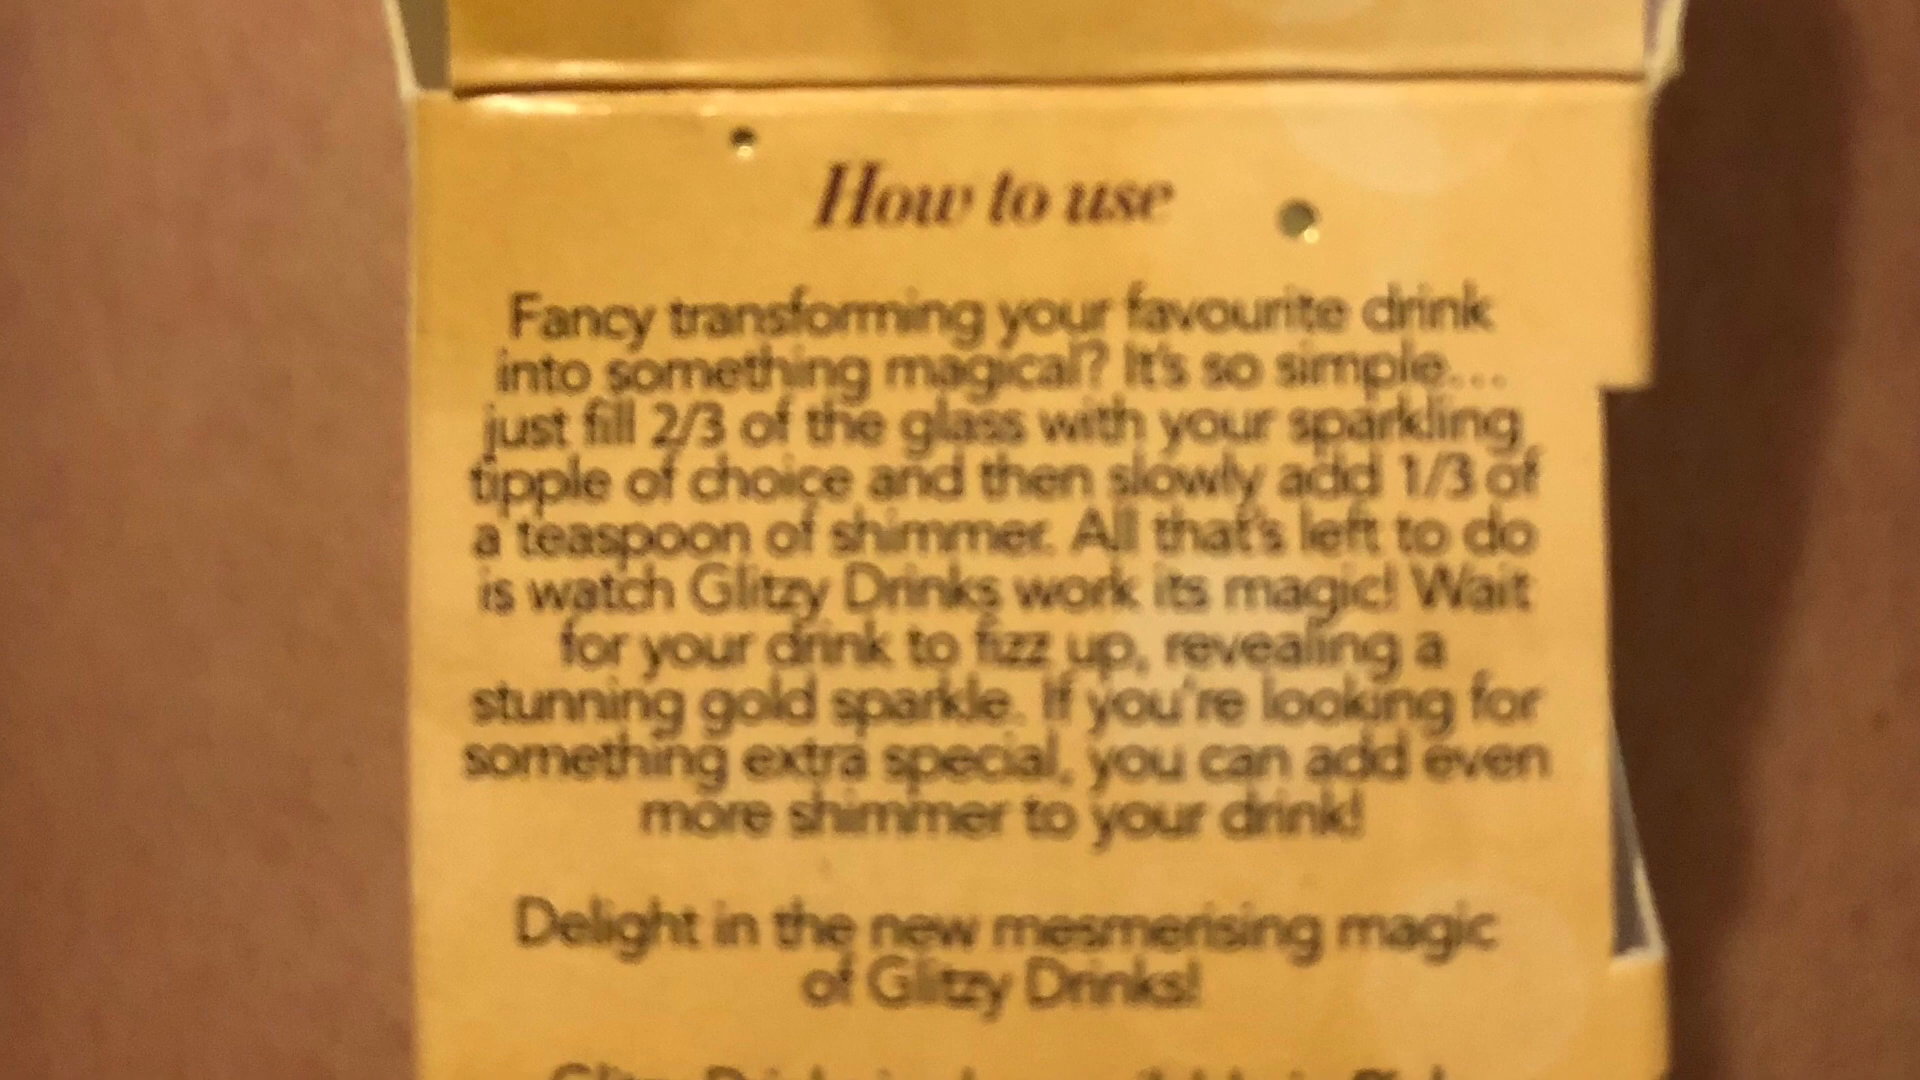 How to use
Fancy transforming your favourite drink
into something magical? It's so simple...
just fill 2/3 of the glass with your sparkling
tipple of choice and then slowly add 1/3 of
a teaspoon of shimmer. All that's left to do
is watch Glitzy Drinks work its magic! Wait
for your drink to fizz up, revealing a
stunning gold sparkle. If you're looking for
something extra special, you can add even
more shimmer to your drink!
Delight in the new mesmerising magic
of Glitzy Drinks!